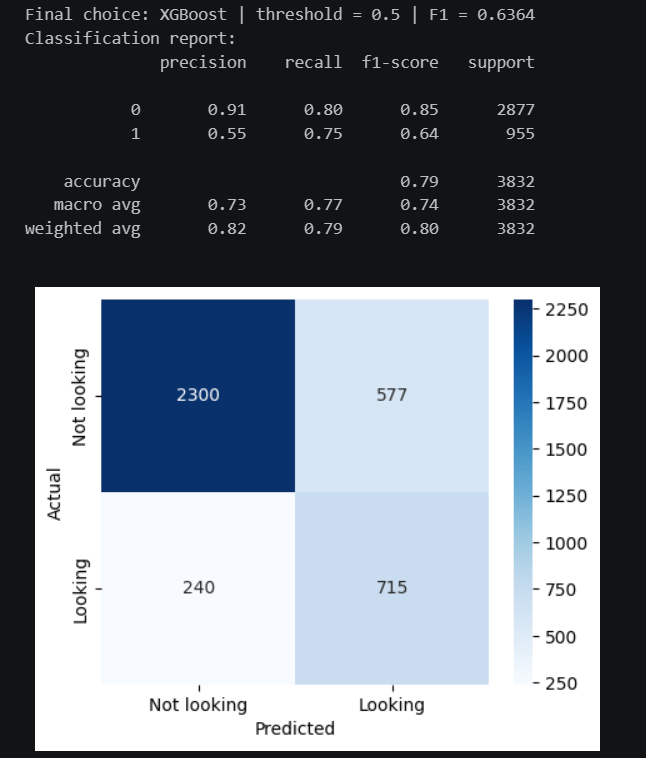 Final choice: XGBoost | threshold = 0.5 | F1 = 0.6364
Classification report:
precision recall f1-score support
0 0.91 0.80 0.85 2877
1 0.55 0.75 0.64 955
accuracy 0.79 3832
macro avg 0.73 0.77 0.74 3832
weighted avg 0.82 0.79 0.80 3832
2250
2000
1750
1500
1250
1000
750
500
250
Actual
Not looking
2300 577
Looking
240 715
Not looking Looking
Predicted